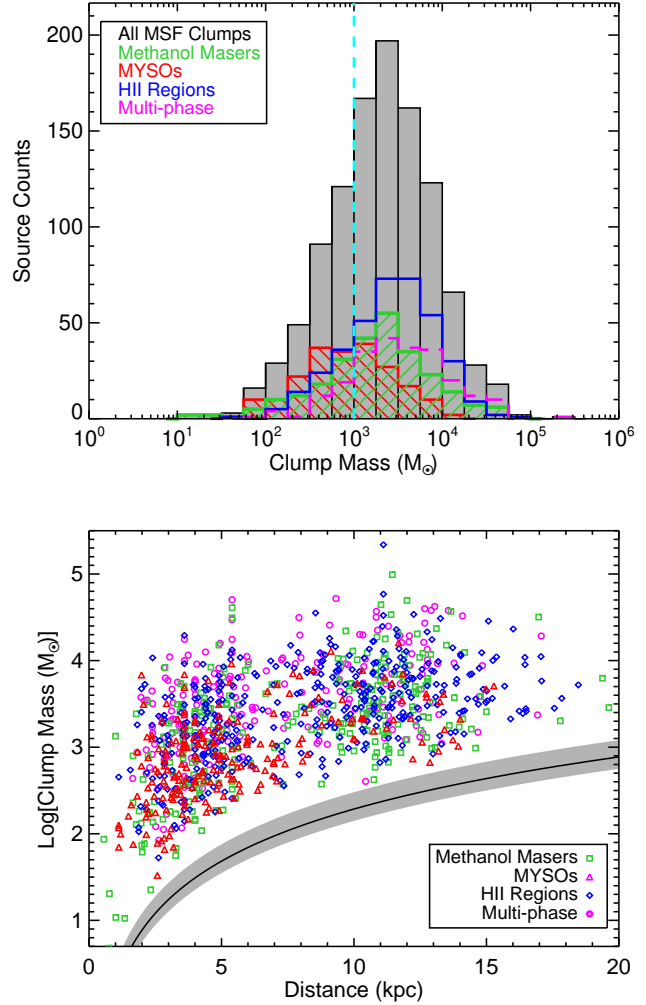 All MSF Clumps
Methanol Masers
MYSOs
HII Regions
Multi-phase
Source Counts
200
150
100
50
0
10^0 10^1 10^2 10^3 10^4 10^5 10^6
Clump Mass (M☉)
Log[Clump Mass (M☉)]
5
4
3
2
1
Methanol Masers
MYSOs
HII Regions
Multi-phase
0 5 10 15 20
Distance (kpc)